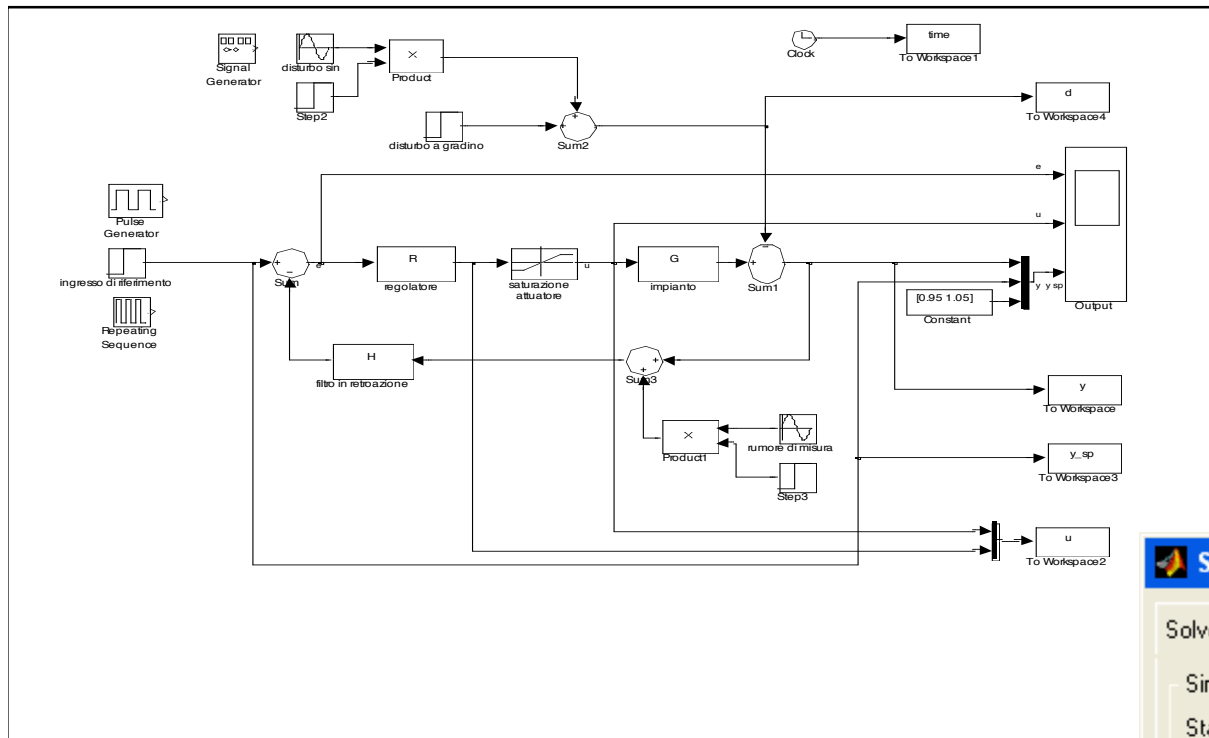 time
Clock
To Workspace1
Signal
Generator
disturbo sin
×
Product
Step2
d
To Workspace4
disturbo a gradino
+
+
Sum2
e
u
Pulse
Generator
ingresso di riferimento
+
−
Sum
e
R
regolatore
saturazione
attuatore
u
G
impianto
−
+
Sum1
y y sp
[0.95 1.05]
Constant
Output
Repeating
Sequence
H
filtro in retroazione
+
+
Sum3
y
To Workspace
×
Product1
rumore di misura
Step3
y_sp
To Workspace3
u
To Workspace2
S
Solv
Sir
Sta